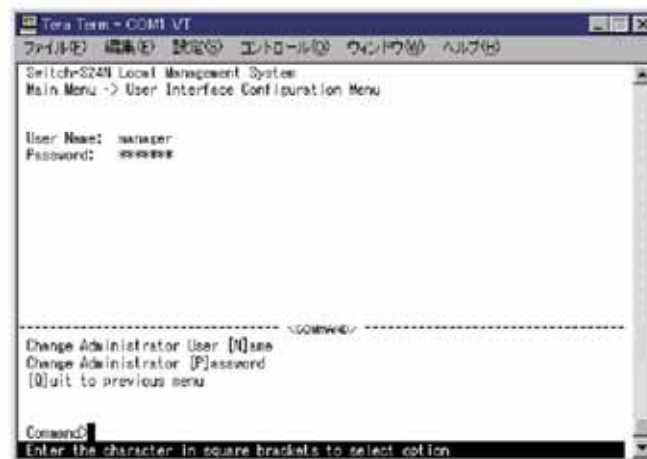 Tera Term - COM1 VT
ファイル(F) 編集(E) 設定(S) コントロール(O) ウィンドウ(W) ヘルプ(H)
Switch-S24N Local Management System
Main Menu -> User Interface Configuration Menu
User Name: manager
Password: *******
<COMMAND>
Change Administrator User [N]ame
Change Administrator [P]assword
[Q]uit to previous menu
Command>
Enter the character in square brackets to select option